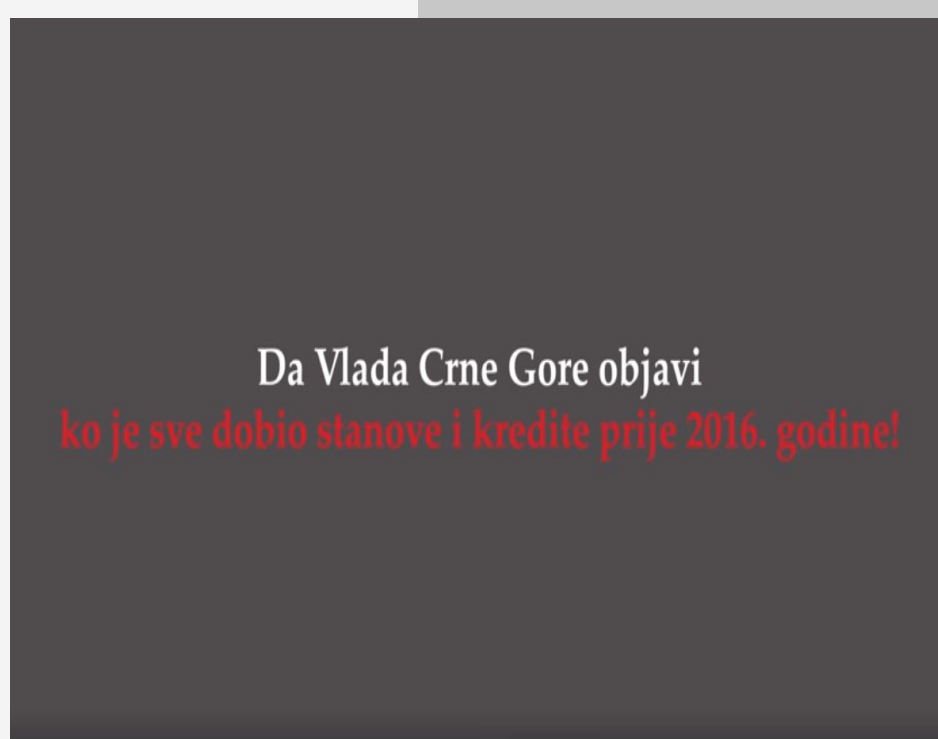 Da Vlada Crne Gore objavi
ko je sve dobio stanove i kredite prije 2016. godine!